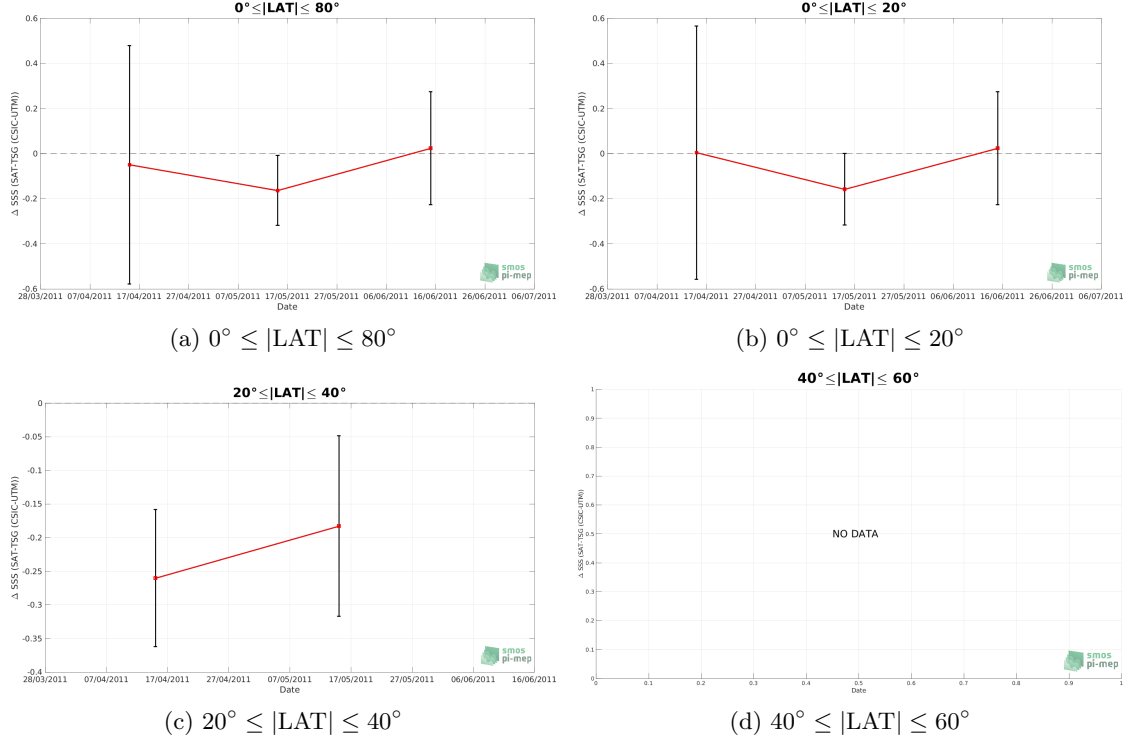 0°≤|LAT|≤ 80°
0.6
0.4
0.2
0
-0.2
-0.4
-0.6
Δ SSS (SAT-TSG (CSIC-UTM))
28/03/2011 07/04/2011 17/04/2011 27/04/2011 07/05/2011 17/05/2011 27/05/2011 06/06/2011 16/06/2011 26/06/2011 06/07/2011
Date
smos
pi-mep
(a) 0° ≤ |LAT| ≤ 80°
0°≤|LAT|≤ 20°
0.6
0.4
0.2
0
-0.2
-0.4
-0.6
Δ SSS (SAT-TSG (CSIC-UTM))
28/03/2011 07/04/2011 17/04/2011 27/04/2011 07/05/2011 17/05/2011 27/05/2011 06/06/2011 16/06/2011 26/06/2011 06/07/2011
Date
smos
pi-mep
(b) 0° ≤ |LAT| ≤ 20°
20°≤|LAT|≤ 40°
0
-0.05
-0.1
-0.15
-0.2
-0.25
-0.3
-0.35
-0.4
Δ SSS (SAT-TSG (CSIC-UTM))
28/03/2011 07/04/2011 17/04/2011 27/04/2011 07/05/2011 17/05/2011 27/05/2011 06/06/2011 16/06/2011
Date
smos
pi-mep
(c) 20° ≤ |LAT| ≤ 40°
40°≤|LAT|≤ 60°
1
0.9
0.8
0.7
0.6
0.5
0.4
0.3
0.2
0.1
0
Δ SSS (SAT-TSG (CSIC-UTM))
NO DATA
0 0.1 0.2 0.3 0.4 0.5 0.6 0.7 0.8 0.9 1
Date
smos
pi-mep
(d) 40° ≤ |LAT| ≤ 60°